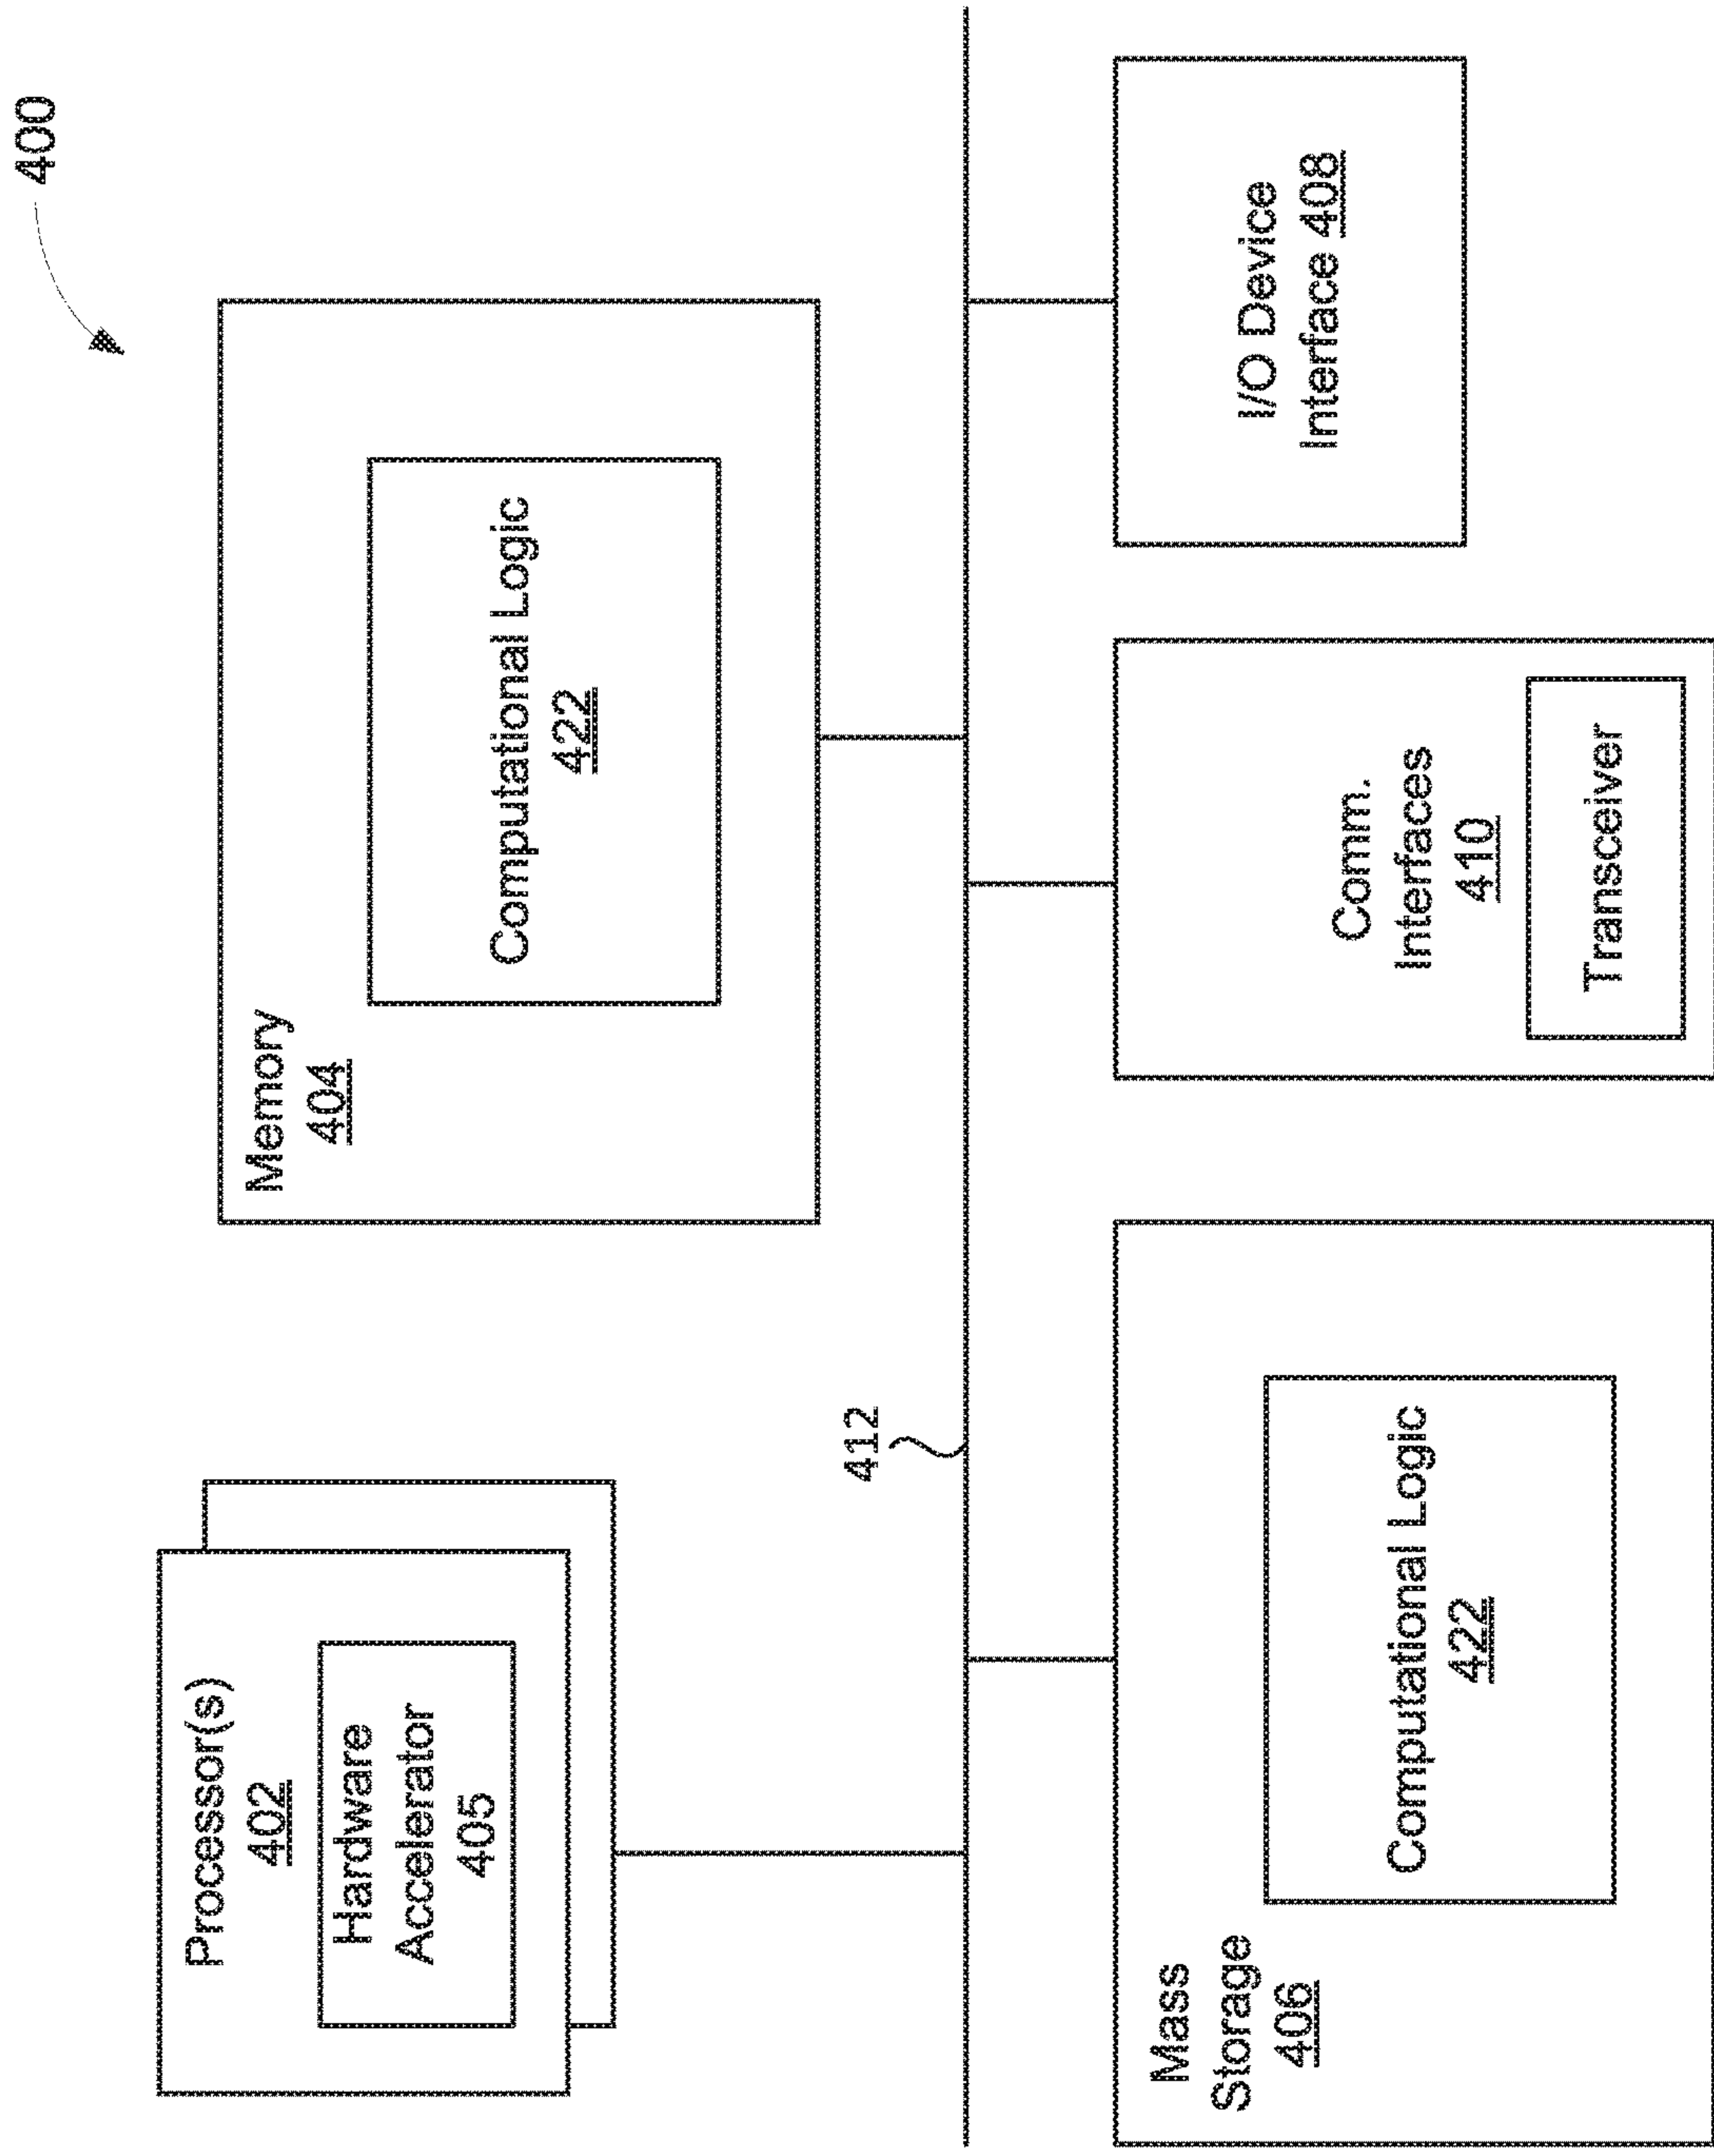 400
Processor(s)
402
Hardware
Accelerator
405
Memory
404
Computational Logic
422
412
Mass
Storage
406
Computational Logic
422
Comm.
Interfaces
410
Transceiver
I/O Device
Interface 408